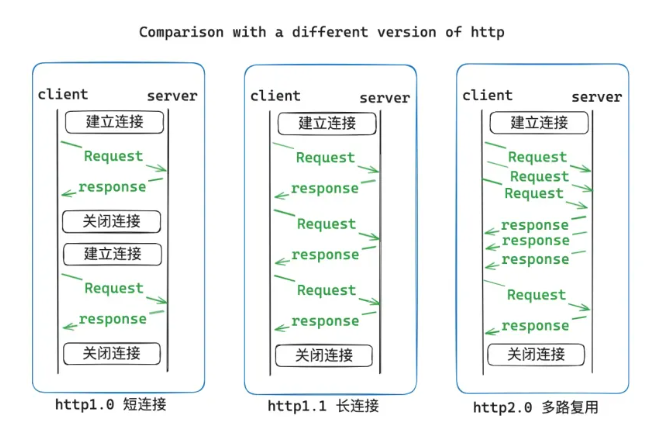 Comparison with a different version of http
client server
建立连接
Request
response
关闭连接
建立连接
Request
response
关闭连接
http1.0 短连接
client server
建立连接
Request
response
Request
response
Request
response
关闭连接
http1.1 长连接
client server
建立连接
Request
Request
Request
response
response
response
Request
response
关闭连接
http2.0 多路复用